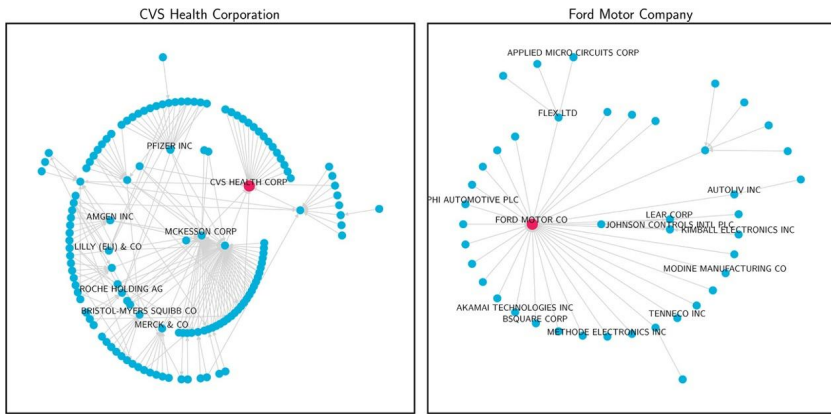 CVS Health Corporation
PFIZER INC
CVS HEALTH CORP
AMGEN INC
MCKESSON CORP
LILLY (ELI) & CO
ROCHE HOLDING AG
BRISTOL-MYERS SQUIBB CO
MERCK & CO
Ford Motor Company
APPLIED MICRO CIRCUITS CORP
FLEX LTD
AUTOLIV INC
PHI AUTOMOTIVE PLC
LEAR CORP
FORD MOTOR CO
JOHNSON CONTROLS INTL PLC
KIMBALL ELECTRONICS INC
MODINE MANUFACTURING CO
AKAMAI TECHNOLOGIES INC
BSQUARE CORP
TENNECO INC
METHODE ELECTRONICS INC